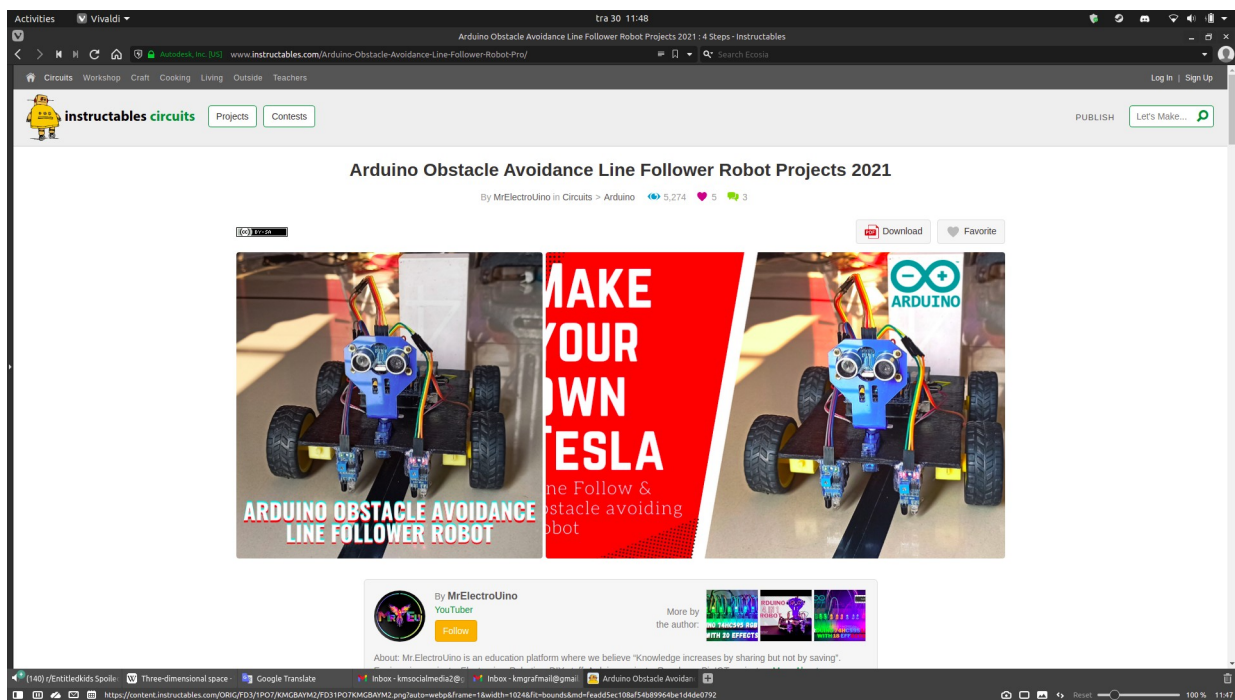 Activities Vivaldi tra 30 11:48
Arduino Obstacle Avoidance Line Follower Robot Projects 2021 : 4 Steps - Instructables
Autodesk, Inc. [US] www.instructables.com/Arduino-Obstacle-Avoidance-Line-Follower-Robot-Pro/ Search Ecosia
Circuits Workshop Craft Cooking Living Outside Teachers Log In | Sign Up
instructables circuits Projects Contests PUBLISH Let's Make...
Arduino Obstacle Avoidance Line Follower Robot Projects 2021
By MrElectroUino in Circuits > Arduino 5,274 5 3
(cc) BY-SA PDF Download Favorite
MAKE
YOUR
OWN
TESLA
ne Follow &
bstacle avoiding
obot
ARDUINO
ARDUINO OBSTACLE AVOIDANCE
LINE FOLLOWER ROBOT
By MrElectroUino
YouTuber
Follow
More by
the author:
About: Mr.ElectroUino is an education platform where we believe “Knowledge increases by sharing but not by saving”.
(140) r/Entitledkids Spoile Three-dimensional space - Google Translate Inbox - kmsocialmedia2@g Inbox - kmgrafmail@gmail Arduino Obstacle Avoidan
https://content.instructables.com/ORIG/FD3/1PO7/KMGBAYM2/FD31PO7KMGBAYM2.png?auto=webp&frame=1&width=1024&fit=bounds&md=feadd5ec108af54b89964be1d4de0792 Reset 100 % 11:47